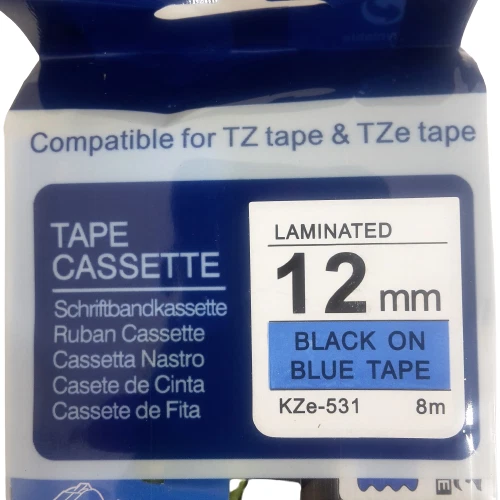 Compatible for TZ tape & TZe tape
TAPE
CASSETTE
Schriftbandkassette
Ruban Cassette
Cassetta Nastro
Casete de Cinta
Cassete de Fita
LAMINATED
12 mm
BLACK ON
BLUE TAPE
KZe-531 8m